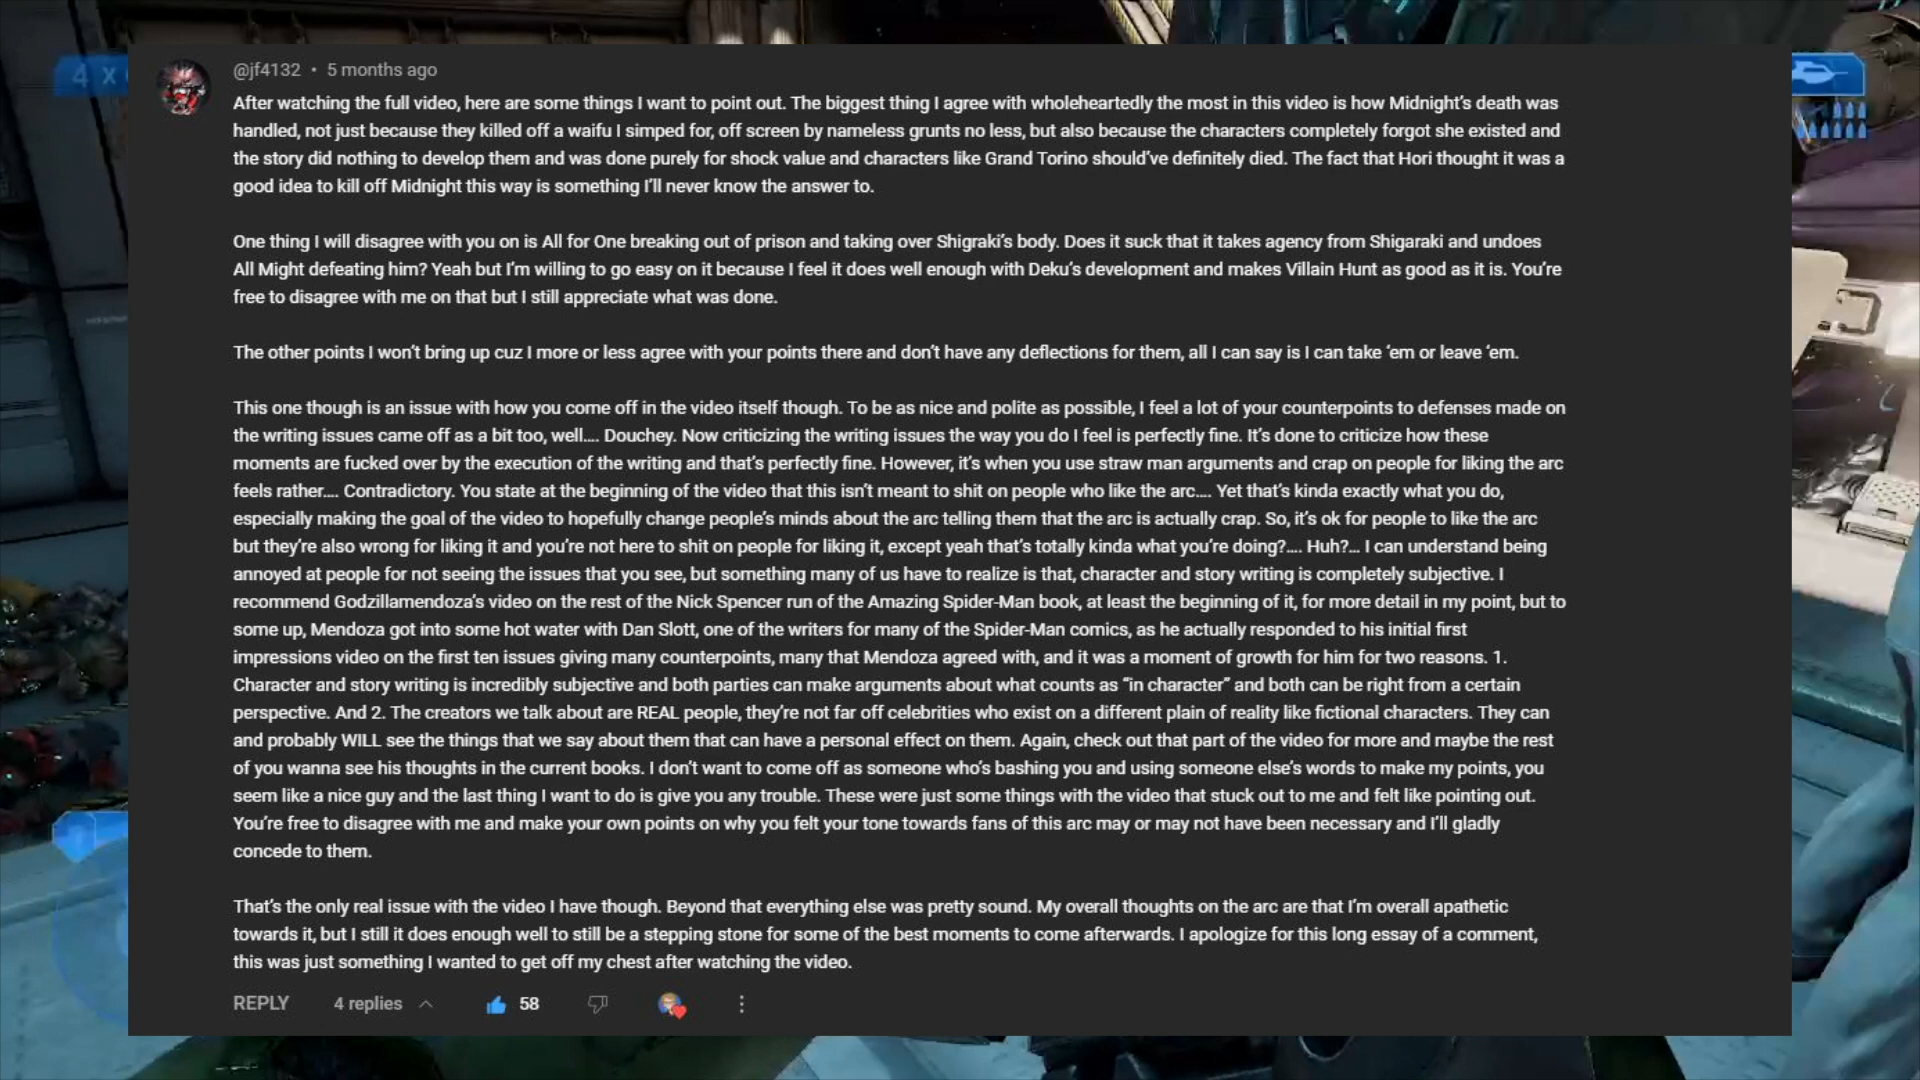 4 X
@jf4132 • 5 months ago
After watching the full video, here are some things I want to point out. The biggest thing I agree with wholeheartedly the most in this video is how Midnight's death was
handled, not just because they killed off a waifu I simped for, off screen by nameless grunts no less, but also because the characters completely forgot she existed and
the story did nothing to develop them and was done purely for shock value and characters like Grand Torino should've definitely died. The fact that Hori thought it was a
good idea to kill off Midnight this way is something I'll never know the answer to.
One thing I will disagree with you on is All for One breaking out of prison and taking over Shigraki's body. Does it suck that it takes agency from Shigaraki and undoes
All Might defeating him? Yeah but I'm willing to go easy on it because I feel it does well enough with Deku's development and makes Villain Hunt as good as it is. You're
free to disagree with me on that but I still appreciate what was done.
The other points I won't bring up cuz I more or less agree with your points there and don't have any deflections for them, all I can say is I can take 'em or leave 'em.
This one though is an issue with how you come off in the video itself though. To be as nice and polite as possible, I feel a lot of your counterpoints to defenses made on
the writing issues came off as a bit too, well.... Douchey. Now criticizing the writing issues the way you do I feel is perfectly fine. It's done to criticize how these
moments are fucked over by the execution of the writing and that's perfectly fine. However, it's when you use straw man arguments and crap on people for liking the arc
feels rather.... Contradictory. You state at the beginning of the video that this isn't meant to shit on people who like the arc.... Yet that's kinda exactly what you do,
especially making the goal of the video to hopefully change people's minds about the arc telling them that the arc is actually crap. So, it's ok for people to like the arc
but they're also wrong for liking it and you're not here to shit on people for liking it, except yeah that's totally kinda what you're doing?.... Huh?... I can understand being
annoyed at people for not seeing the issues that you see, but something many of us have to realize is that, character and story writing is completely subjective. I
recommend Godzillamendoza's video on the rest of the Nick Spencer run of the Amazing Spider-Man book, at least the beginning of it, for more detail in my point, but to
some up, Mendoza got into some hot water with Dan Slott, one of the writers for many of the Spider-Man comics, as he actually responded to his initial first
impressions video on the first ten issues giving many counterpoints, many that Mendoza agreed with, and it was a moment of growth for him for two reasons. 1.
Character and story writing is incredibly subjective and both parties can make arguments about what counts as "in character" and both can be right from a certain
perspective. And 2. The creators we talk about are REAL people, they're not far off celebrities who exist on a different plain of reality like fictional characters. They can
and probably WILL see the things that we say about them that can have a personal effect on them. Again, check out that part of the video for more and maybe the rest
of you wanna see his thoughts in the current books. I don't want to come off as someone who's bashing you and using someone else's words to make my points, you
seem like a nice guy and the last thing I want to do is give you any trouble. These were just some things with the video that stuck out to me and felt like pointing out.
You're free to disagree with me and make your own points on why you felt your tone towards fans of this arc may or may not have been necessary and I'll gladly
concede to them.
That's the only real issue with the video I have though. Beyond that everything else was pretty sound. My overall thoughts on the arc are that I'm overall apathetic
towards it, but I still it does enough well to still be a stepping stone for some of the best moments to come afterwards. I apologize for this long essay of a comment,
this was just something I wanted to get off my chest after watching the video.
REPLY 4 replies 58